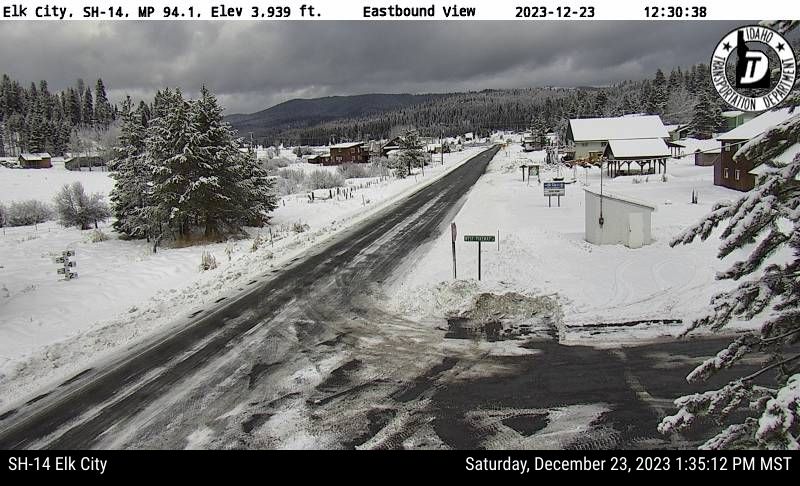 Elk City, SH-14, MP 94.1, Elev 3,939 ft. Eastbound View 2023-12-23 12:30:38
IDAHO
TRANSPORTATION DEPARTMENT
SH-14 Elk City Saturday, December 23, 2023 1:35:12 PM MST